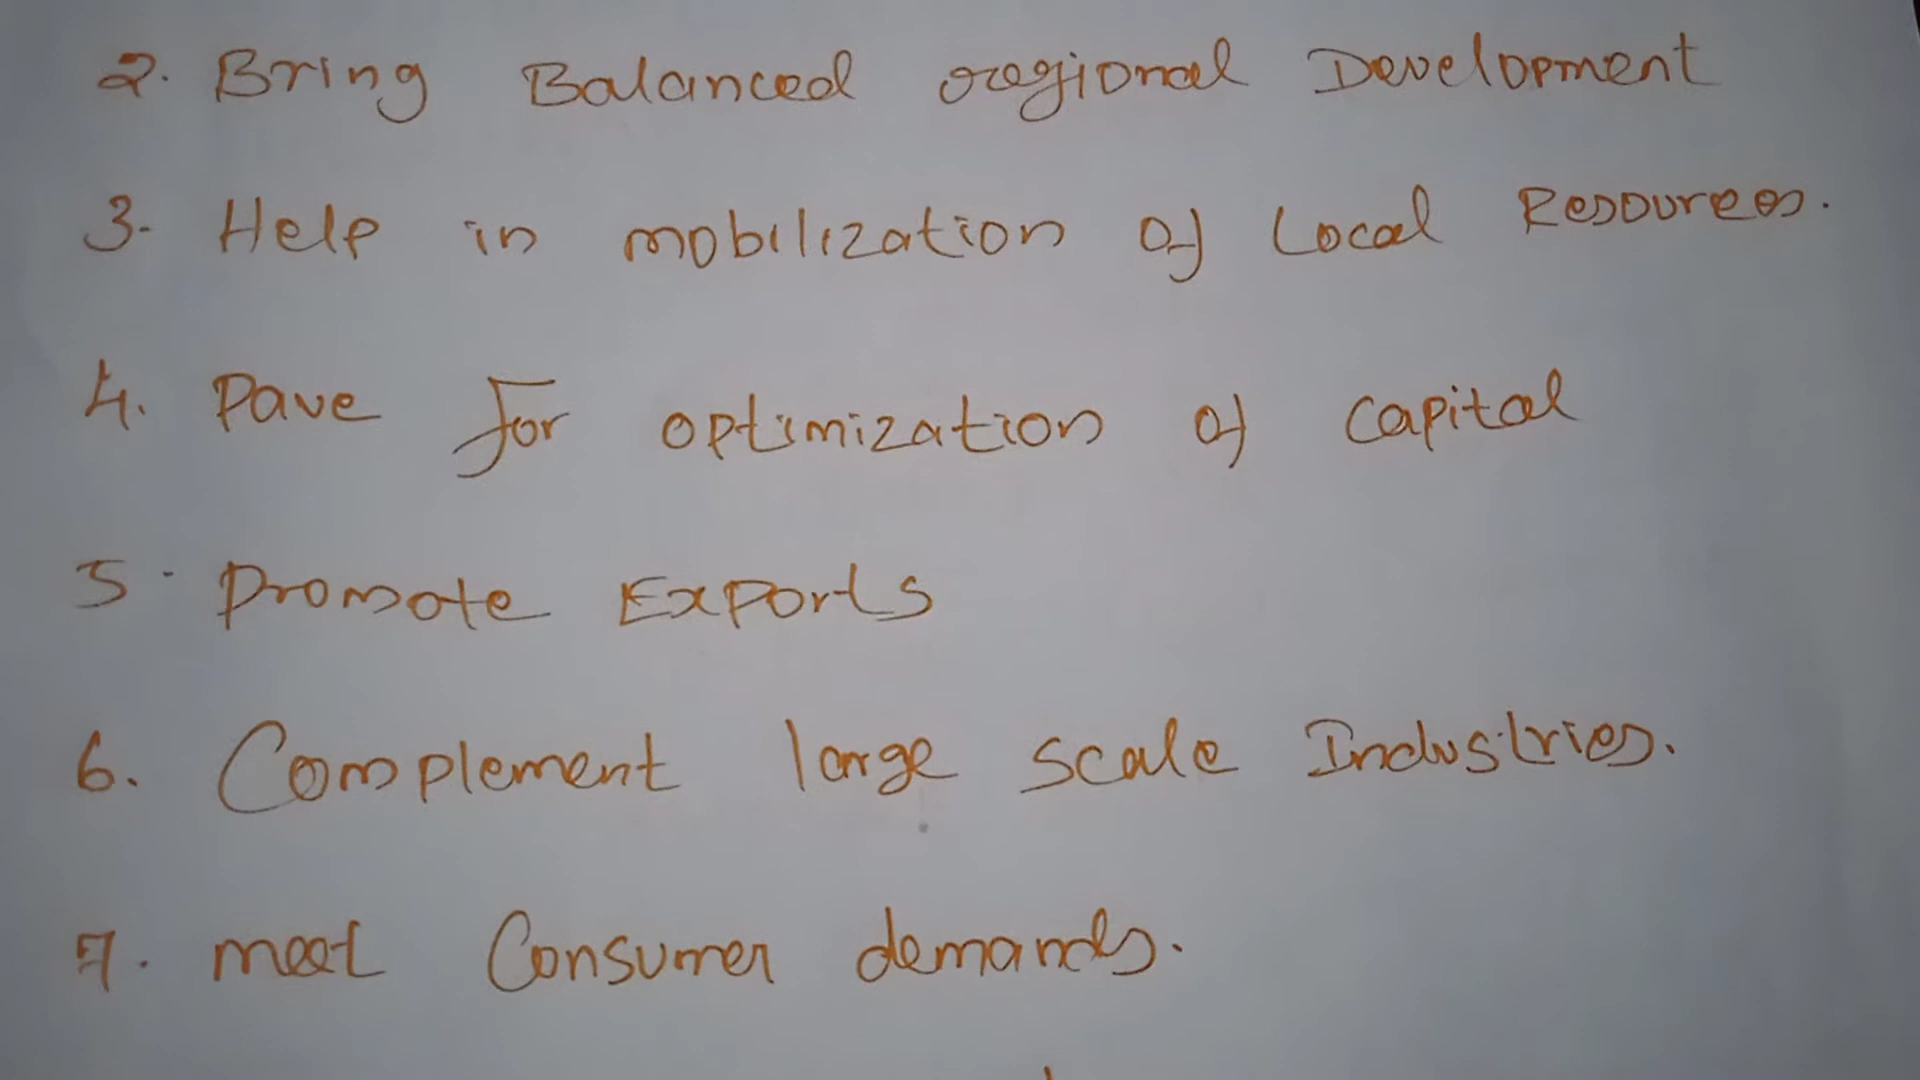 2. Bring Balanced regional Development
3. Help in mobilization of Local Resources.
4. Pave for optimization of capital
5. Promote Exports
6. Complement large scale Industries.
7. meet Consumer demands.